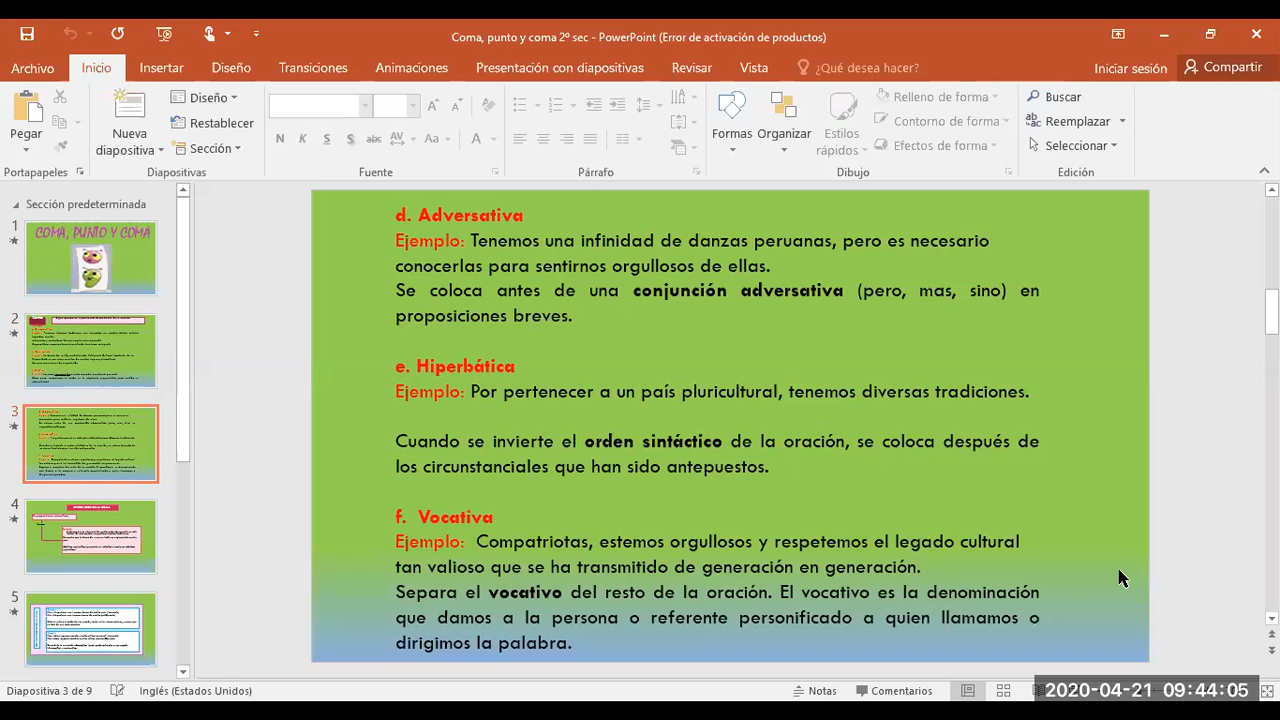 Coma, punto y coma 2º sec - PowerPoint (Error de activación de productos)
Archivo Inicio Insertar Diseño Transiciones Animaciones Presentación con diapositivas Revisar Vista ¿Qué desea hacer? Iniciar sesión Compartir
Pegar
Nueva diapositiva
Diseño
Restablecer
Sección
N K S S abc AV Aa A
Formas
Organizar
Estilos rápidos
Relleno de forma
Contorno de forma
Efectos de forma
Buscar
Reemplazar
Seleccionar
Portapapeles Diapositivas Fuente Párrafo Dibujo Edición
Sección predeterminada
1
COMA, PUNTO Y COMA
2
3
4
5
d. Adversativa
Ejemplo: Tenemos una infinidad de danzas peruanas, pero es necesario
conocerlas para sentirnos orgullosos de ellas.
Se coloca antes de una conjunción adversativa (pero, mas, sino) en
proposiciones breves.
e. Hiperbática
Ejemplo: Por pertenecer a un país pluricultural, tenemos diversas tradiciones.
Cuando se invierte el orden sintáctico de la oración, se coloca después de
los circunstanciales que han sido antepuestos.
f. Vocativa
Ejemplo: Compatriotas, estemos orgullosos y respetemos el legado cultural
tan valioso que se ha transmitido de generación en generación.
Separa el vocativo del resto de la oración. El vocativo es la denominación
que damos a la persona o referente personificado a quien llamamos o
dirigimos la palabra.
Diapositiva 3 de 9 Inglés (Estados Unidos) Notas Comentarios
2020-04-21 09:44:05